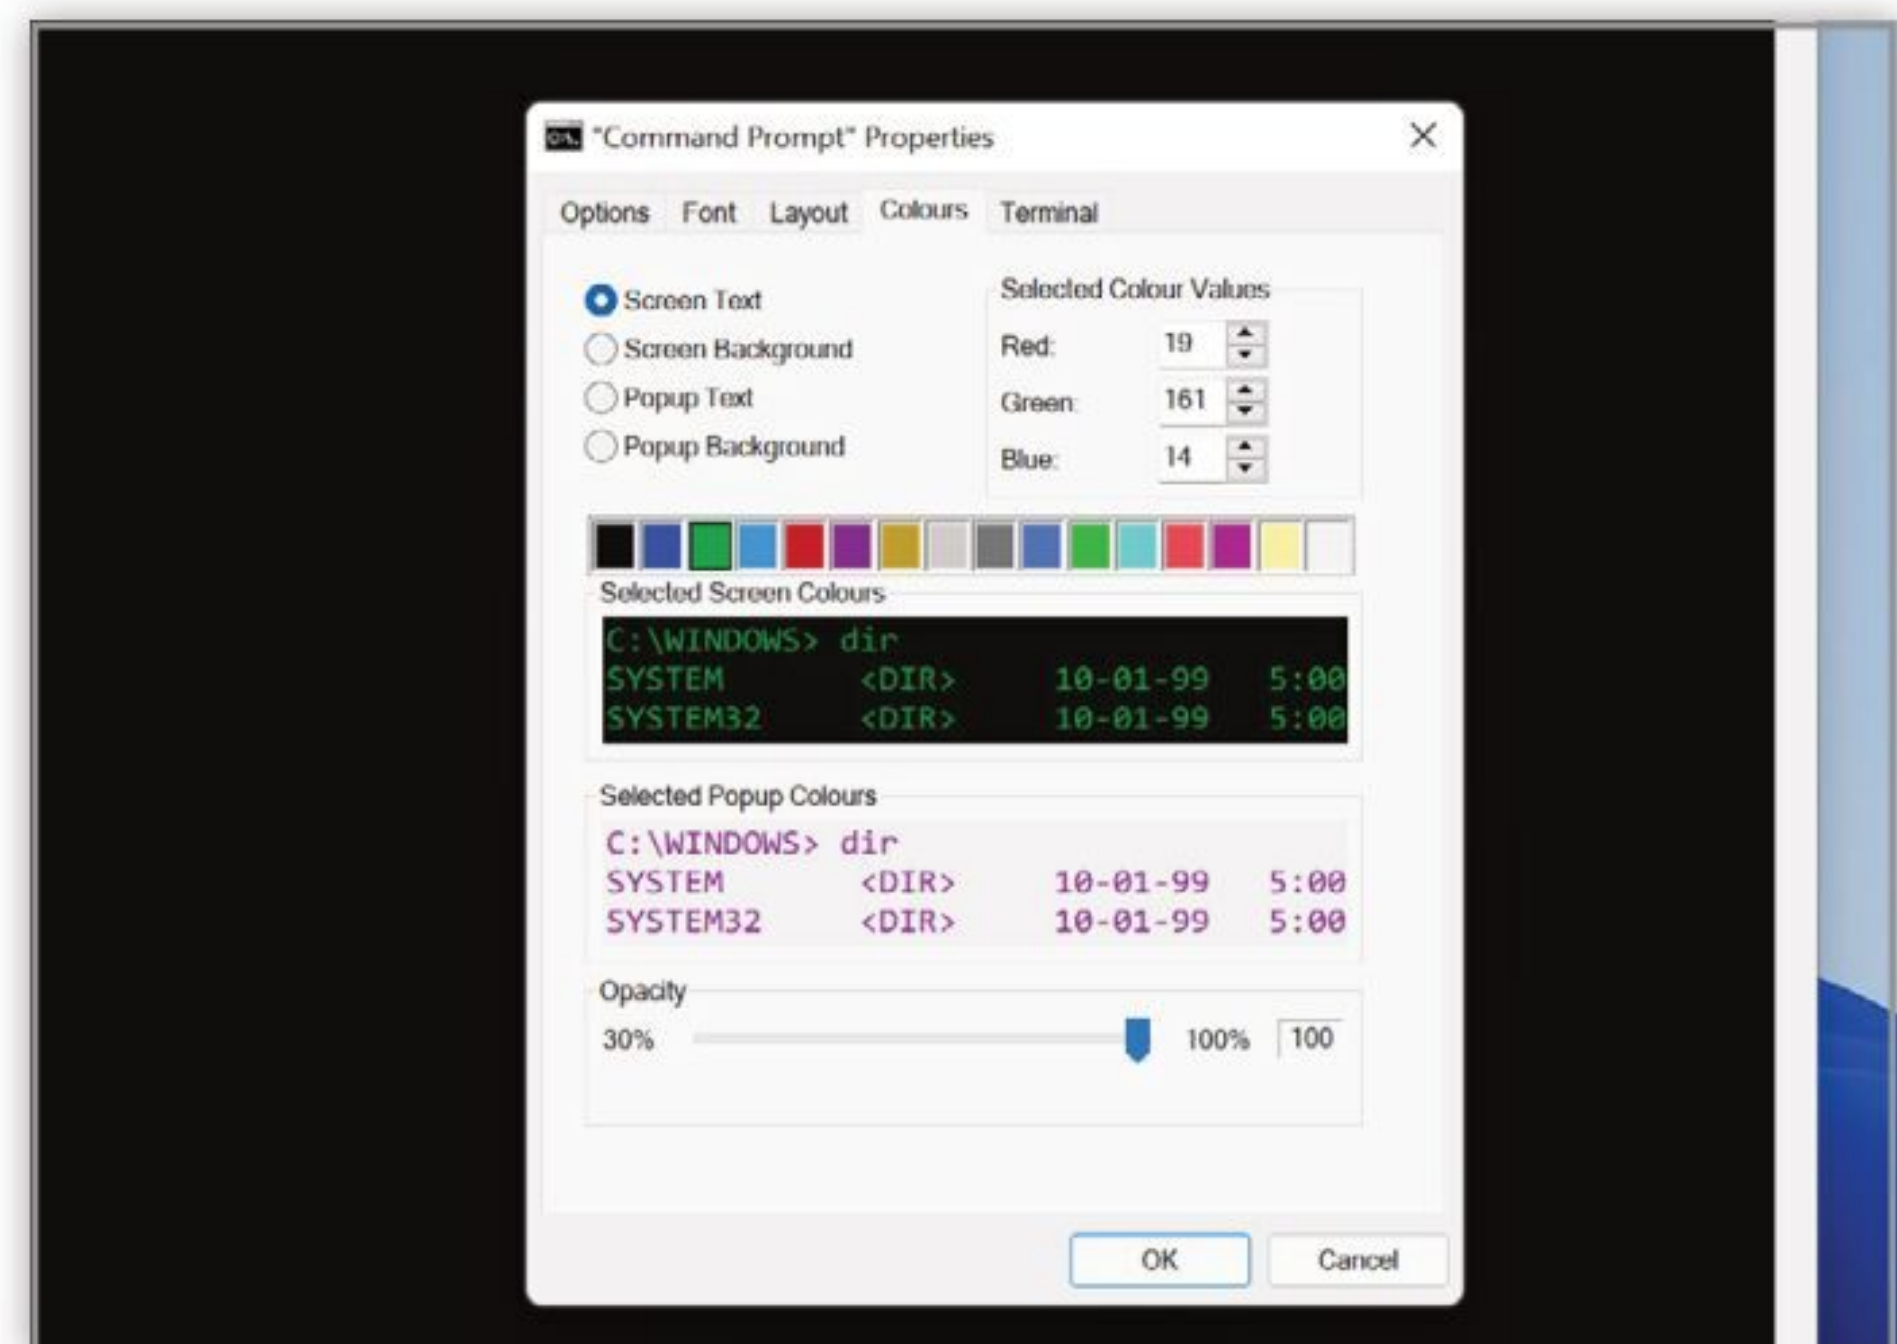 "Command Prompt" Properties
Options Font Layout Colours Terminal
Screen Text
Screen Background
Popup Text
Popup Background
Selected Colour Values
Red: 19
Green: 161
Blue: 14
Selected Screen Colours
C:\WINDOWS> dir
SYSTEM <DIR> 10-01-99 5:00
SYSTEM32 <DIR> 10-01-99 5:00
Selected Popup Colours
C:\WINDOWS> dir
SYSTEM <DIR> 10-01-99 5:00
SYSTEM32 <DIR> 10-01-99 5:00
Opacity
30% 100% 100
OK Cancel